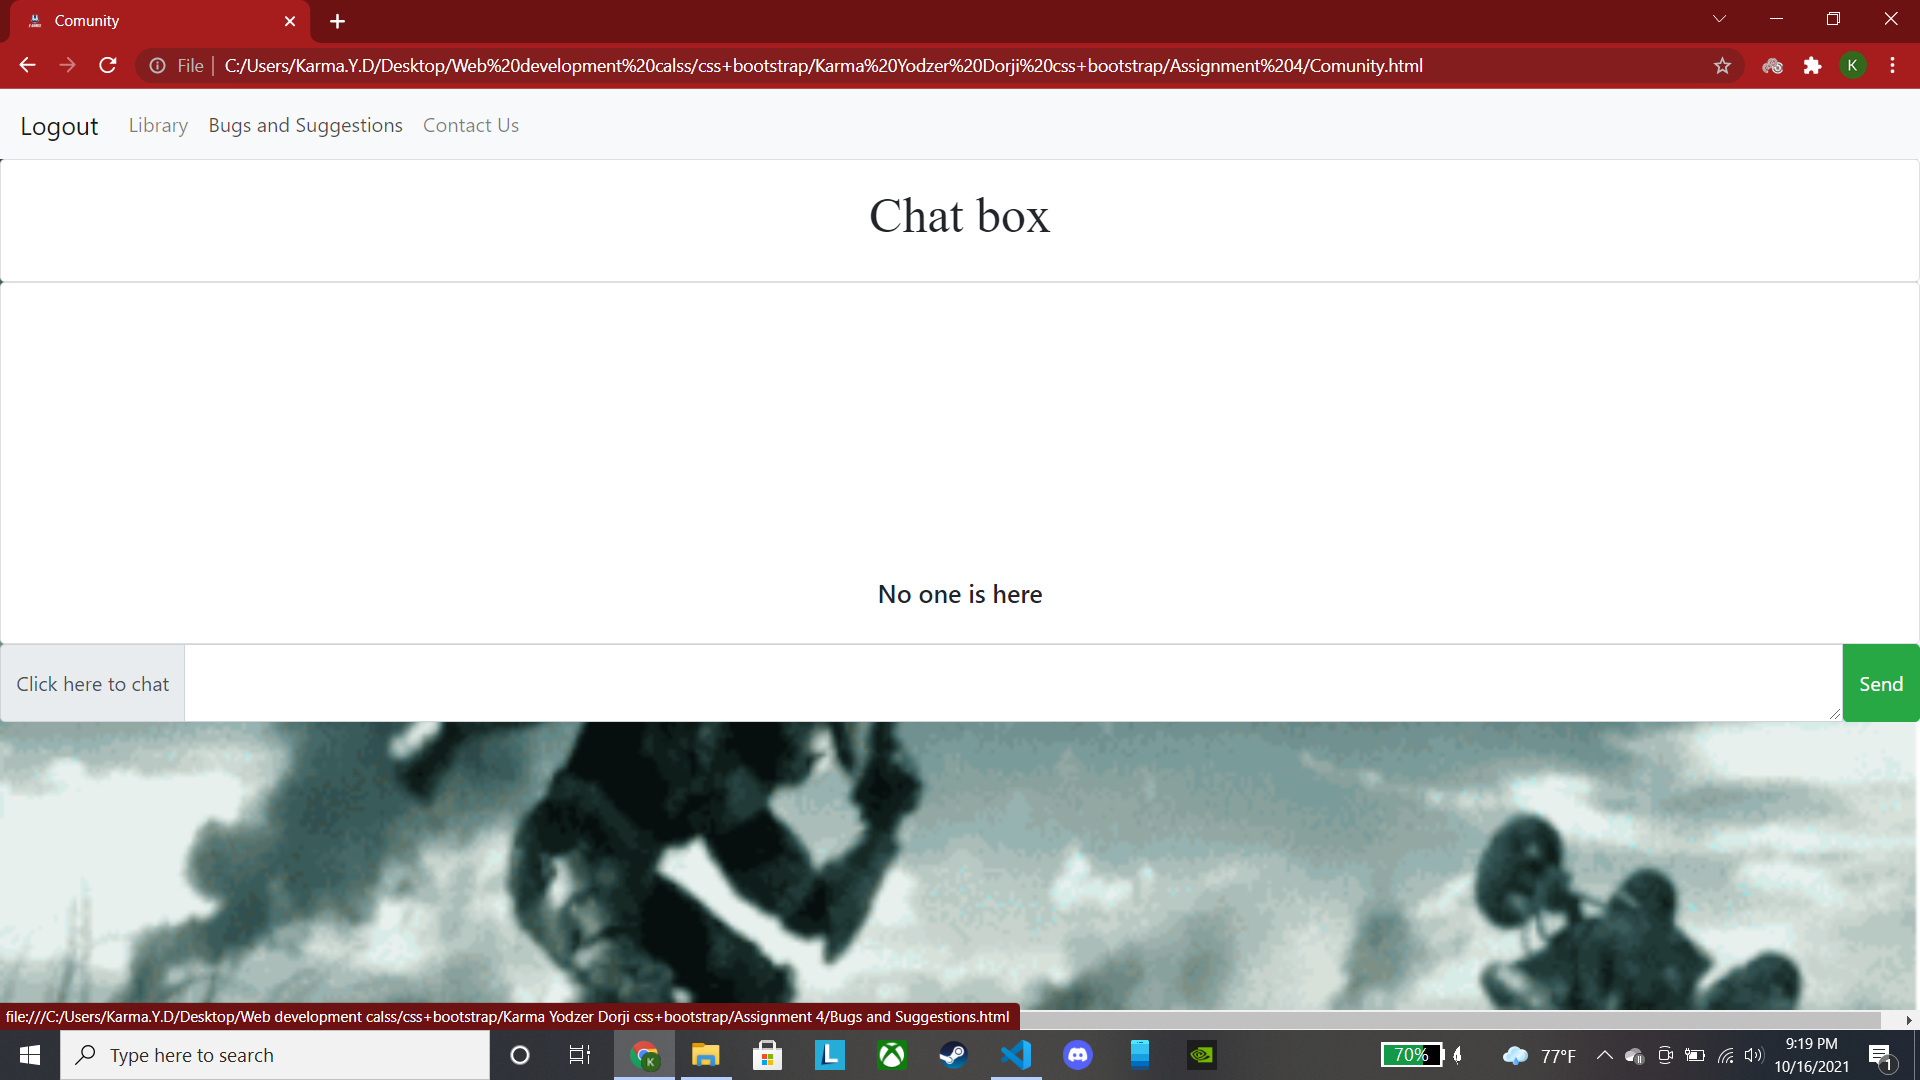 Comunity
File | C:/Users/Karma.Y.D/Desktop/Web%20development%20calss/css+bootstrap/Karma%20Yodzer%20Dorji%20css+bootstrap/Assignment%204/Comunity.html
K
Logout Library Bugs and Suggestions Contact Us
Chat box
No one is here
Click here to chat
Send
file:///C:/Users/Karma.Y.D/Desktop/Web development calss/css+bootstrap/Karma Yodzer Dorji css+bootstrap/Assignment 4/Bugs and Suggestions.html
Type here to search
K
L
70%
77°F
9:19 PM
10/16/2021
1